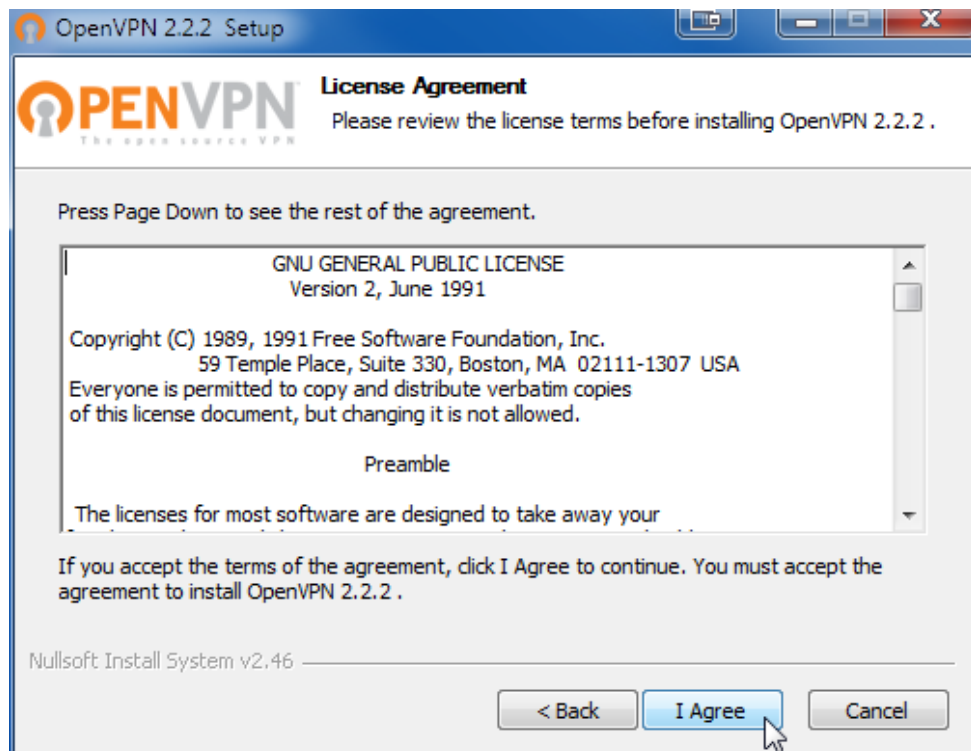 OpenVPN 2.2.2 Setup
OPENVPN
The open source VPN
License Agreement
Please review the license terms before installing OpenVPN 2.2.2 .
Press Page Down to see the rest of the agreement.
GNU GENERAL PUBLIC LICENSE
Version 2, June 1991
Copyright (C) 1989, 1991 Free Software Foundation, Inc.
59 Temple Place, Suite 330, Boston, MA 02111-1307 USA
Everyone is permitted to copy and distribute verbatim copies
of this license document, but changing it is not allowed.
Preamble
The licenses for most software are designed to take away your
If you accept the terms of the agreement, click I Agree to continue. You must accept the
agreement to install OpenVPN 2.2.2 .
Nullsoft Install System v2.46
< Back
I Agree
Cancel